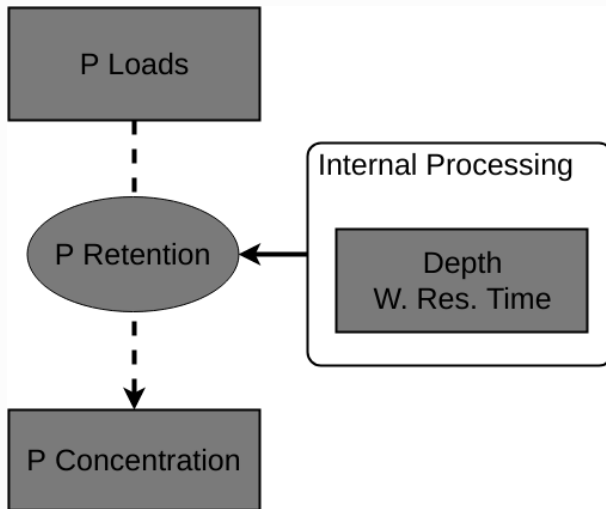 P Loads
Internal Processing
P Retention
Depth
W. Res. Time
P Concentration